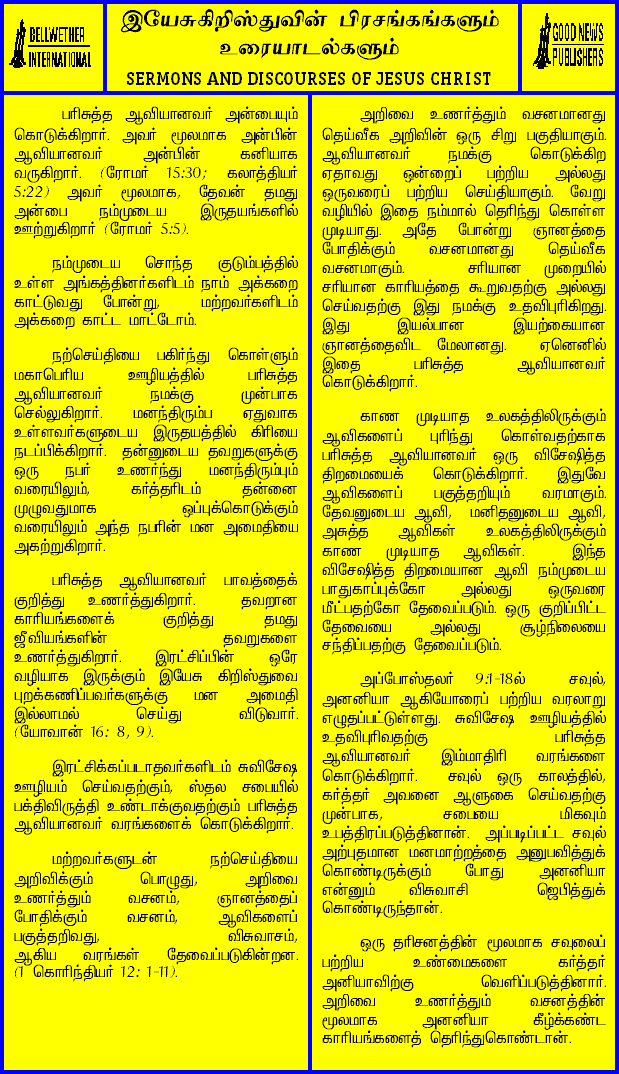 BELLWETHER
INTERNATIONAL
இயேசுகிறிஸ்துவின் பிரசங்கங்களும்
உரையாடல்களும்
SERMONS AND DISCOURSES OF JESUS CHRIST
GOOD NEWS
PUBLISHERS
பரிசுத்த ஆவியானவர் அன்பையும்
கொடுக்கிறார். அவர் மூலமாக அன்பின்
ஆவியானவர் அன்பின் கனியாக
வருகிறார். (ரோமர் 15:30; கலாத்தியர்
5:22) அவர் மூலமாக, தேவன் தமது
அன்பை நம்முடைய இருதயங்களில்
ஊற்றுகிறார் (ரோமர் 5:5).
நம்முடைய சொந்த குடும்பத்தில்
உள்ள அங்கத்தினர்களிடம் நாம் அக்கறை
காட்டுவது போன்று, மற்றவர்களிடம்
அக்கறை காட்ட மாட்டோம்.
நற்செய்தியை பகிர்ந்து கொள்ளும்
மகாபெரிய ஊழியத்தில் பரிசுத்த
ஆவியானவர் நமக்கு முன்பாக
செல்லுகிறார். மனந்திரும்ப ஏதுவாக
உள்ளவர்களுடைய இருதயத்தில் கிரியை
நடப்பிக்கிறார். தன்னுடைய தவறுகளுக்கு
ஒரு நபர் உணர்ந்து மனந்திரும்பும்
வரையிலும், கர்த்தரிடம் தன்னை
முழுவதுமாக ஒப்புக்கொடுக்கும்
வரையிலும் அந்த நபரின் மன அமைதியை
அகற்றுகிறார்.
பரிசுத்த ஆவியானவர் பாவத்தைக்
குறித்து உணர்த்துகிறார். தவறான
காரியங்களைக் குறித்து தமது
ஜீவியங்களின் தவறுகளை
உணர்த்துகிறார். இரட்சிப்பின் ஒரே
வழியாக இருக்கும் இயேசு கிறிஸ்துவை
புறக்கணிப்பவர்களுக்கு மன அமைதி
இல்லாமல் செய்து விடுவார்.
(யோவான் 16: 8, 9).
இரட்சிக்கப்படாதவர்களிடம் சுவிசேஷ
ஊழியம் செய்வதற்கும், ஸ்தல சபையில்
பக்திவிருத்தி உண்டாக்குவதற்கும் பரிசுத்த
ஆவியானவர் வரங்களைக் கொடுக்கிறார்.
மற்றவர்களுடன் நற்செய்தியை
அறிவிக்கும் பொழுது, அறிவை
உணர்த்தும் வசனம், ஞானத்தைப்
போதிக்கும் வசனம், ஆவிகளைப்
பகுத்தறிவது, விசுவாசம்,
ஆகிய வரங்கள் தேவைப்படுகின்றன.
(1 கொரிந்தியர் 12: 1-11).
அறிவை உணர்த்தும் வசனமானது
தெய்வீக அறிவின் ஒரு சிறு பகுதியாகும்.
ஆவியானவர் நமக்கு கொடுக்கிற
ஏதாவது ஒன்றைப் பற்றிய அல்லது
ஒருவரைப் பற்றிய செய்தியாகும். வேறு
வழியில் இதை நம்மால் தெரிந்து கொள்ள
முடியாது. அதே போன்று ஞானத்தை
போதிக்கும் வசனமானது தெய்வீக
வசனமாகும். சரியான முறையில்
சரியான காரியத்தை கூறுவதற்கு அல்லது
செய்வதற்கு இது நமக்கு உதவிபுரிகிறது.
இது இயல்பான இயற்கையான
ஞானத்தைவிட மேலானது. ஏனெனில்
இதை பரிசுத்த ஆவியானவர்
கொடுக்கிறார்.
காண முடியாத உலகத்திலிருக்கும்
ஆவிகளைப் புரிந்து கொள்வதற்காக
பரிசுத்த ஆவியானவர் ஒரு விசேஷித்த
திறமையைக் கொடுக்கிறார். இதுவே
ஆவிகளைப் பகுத்தறியும் வரமாகும்.
தேவனுடைய ஆவி, மனிதனுடைய ஆவி,
அசுத்த ஆவிகள் உலகத்திலிருக்கும்
காண முடியாத ஆவிகள். இந்த
விசேஷித்த திறமையான ஆவி நம்முடைய
பாதுகாப்புக்கோ அல்லது ஒருவரை
மீட்பதற்கோ தேவைப்படும். ஒரு குறிப்பிட்ட
தேவையை அல்லது சூழ்நிலையை
சந்திப்பதற்கு தேவைப்படும்.
அப்போஸ்தலர் 9:1-18ல் சவுல்,
அனனியா ஆகியோரைப் பற்றிய வரலாறு
எழுதப்பட்டுள்ளது. சுவிசேஷ ஊழியத்தில்
உதவிபுரிவதற்கு பரிசுத்த
ஆவியானவர் இம்மாதிரி வரங்களை
கொடுக்கிறார். சவுல் ஒரு காலத்தில்,
கர்த்தர் அவனை ஆளுகை செய்வதற்கு
முன்பாக, சபையை மிகவும்
உபத்திரப்படுத்தினான். அப்படிப்பட்ட சவுல்
அற்புதமான மனமாற்றத்தை அனுபவித்துக்
கொண்டிருக்கும் போது அனனியா
என்னும் விசுவாசி ஜெபித்துக்
கொண்டிருந்தான்.
ஒரு தரிசனத்தின் மூலமாக சவுலைப்
பற்றிய உண்மைகளை கர்த்தர்
அனியாவிற்கு வெளிப்படுத்தினார்.
அறிவை உணர்த்தும் வசனத்தின்
மூலமாக அனனியா கீழ்க்கண்ட
காரியங்களைத் தெரிந்துகொண்டான்.